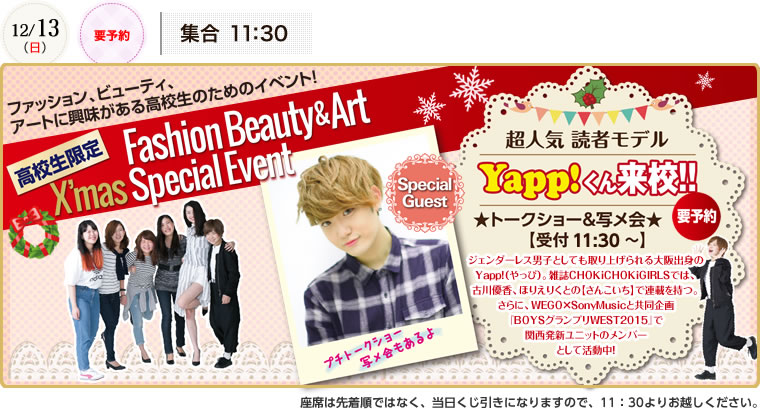 12/13
(日)
要予約
集合 11:30
ファッション、ビューティ、
アートに興味がある高校生のためのイベント!
高校生限定
Fashion Beauty&Art
X'mas Special Event
Special
Guest
プチトークショー
写メ会もあるよ
超人気 読者モデル
Yapp!くん来校!!
★トークショー&写メ会★
【受付 11:30 ~】
要予約
ジェンダーレス男子としても取り上げられる大阪出身の
Yapp!(やっぴ)。雑誌CHOKiCHOKiGIRLSでは、
古川優香、ほりえりくとの【さんこいち】で連載を持つ。
さらに、WEGO×SonyMusicと共同企画
「BOYSグランプリWEST2015」で
関西発新ユニットのメンバー
として活動中!
座席は先着順ではなく、当日くじ引きになりますので、11:30よりお越しください。